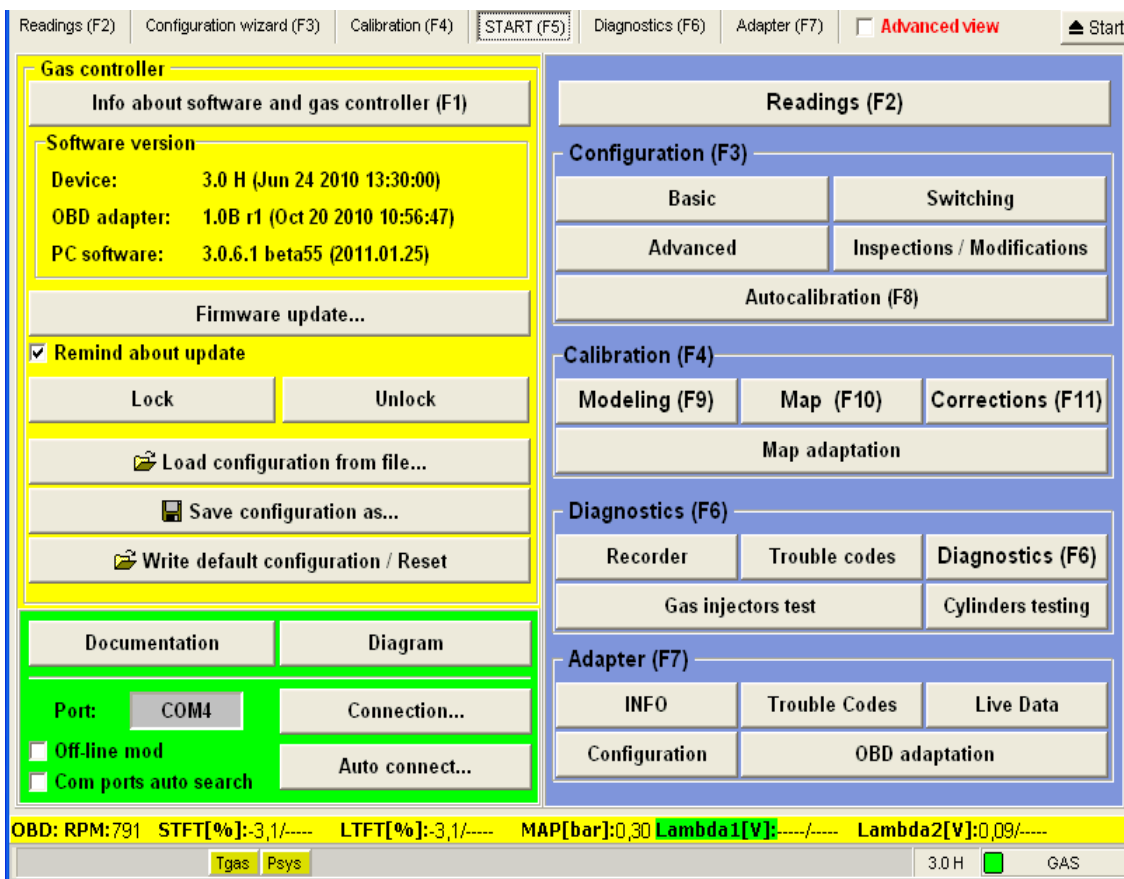 Readings (F2) Configuration wizard (F3) Calibration (F4) START (F5) Diagnostics (F6) Adapter (F7) Advanced view Start
Gas controller
Info about software and gas controller (F1)
Software version
Device: 3.0 H (Jun 24 2010 13:30:00)
OBD adapter: 1.0B r1 (Oct 20 2010 10:56:47)
PC software: 3.0.6.1 beta55 (2011.01.25)
Firmware update...
Remind about update
Lock Unlock
Load configuration from file...
Save configuration as...
Write default configuration / Reset
Documentation Diagram
Port: COM4 Connection...
Off-line mod
Com ports auto search
Auto connect...
Readings (F2)
Configuration (F3)
Basic Switching
Advanced Inspections / Modifications
Autocalibration (F8)
Calibration (F4)
Modeling (F9) Map (F10) Corrections (F11)
Map adaptation
Diagnostics (F6)
Recorder Trouble codes Diagnostics (F6)
Gas injectors test Cylinders testing
Adapter (F7)
INFO Trouble Codes Live Data
Configuration OBD adaptation
OBD: RPM:791 STFT[%]:-3,1/----- LTFT[%]:-3,1/----- MAP[bar]:0,30 Lambda1[V]:-----/----- Lambda2[V]:0,09/-----
Tgas Psys 3.0 H GAS